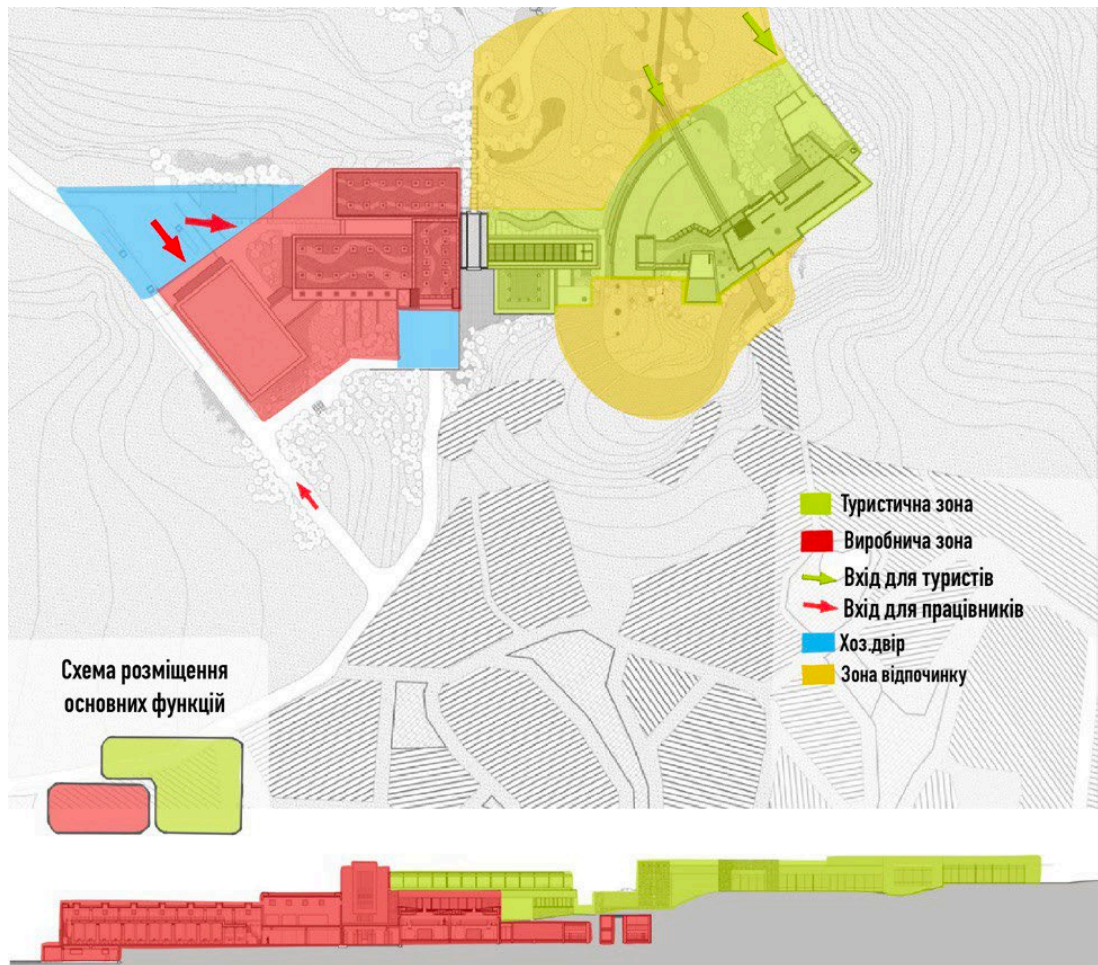 Туристична зона
Виробнича зона
Вхід для туристів
Вхід для працівників
Хоз.двір
Зона відпочинку
Схема розміщення
основних функцій